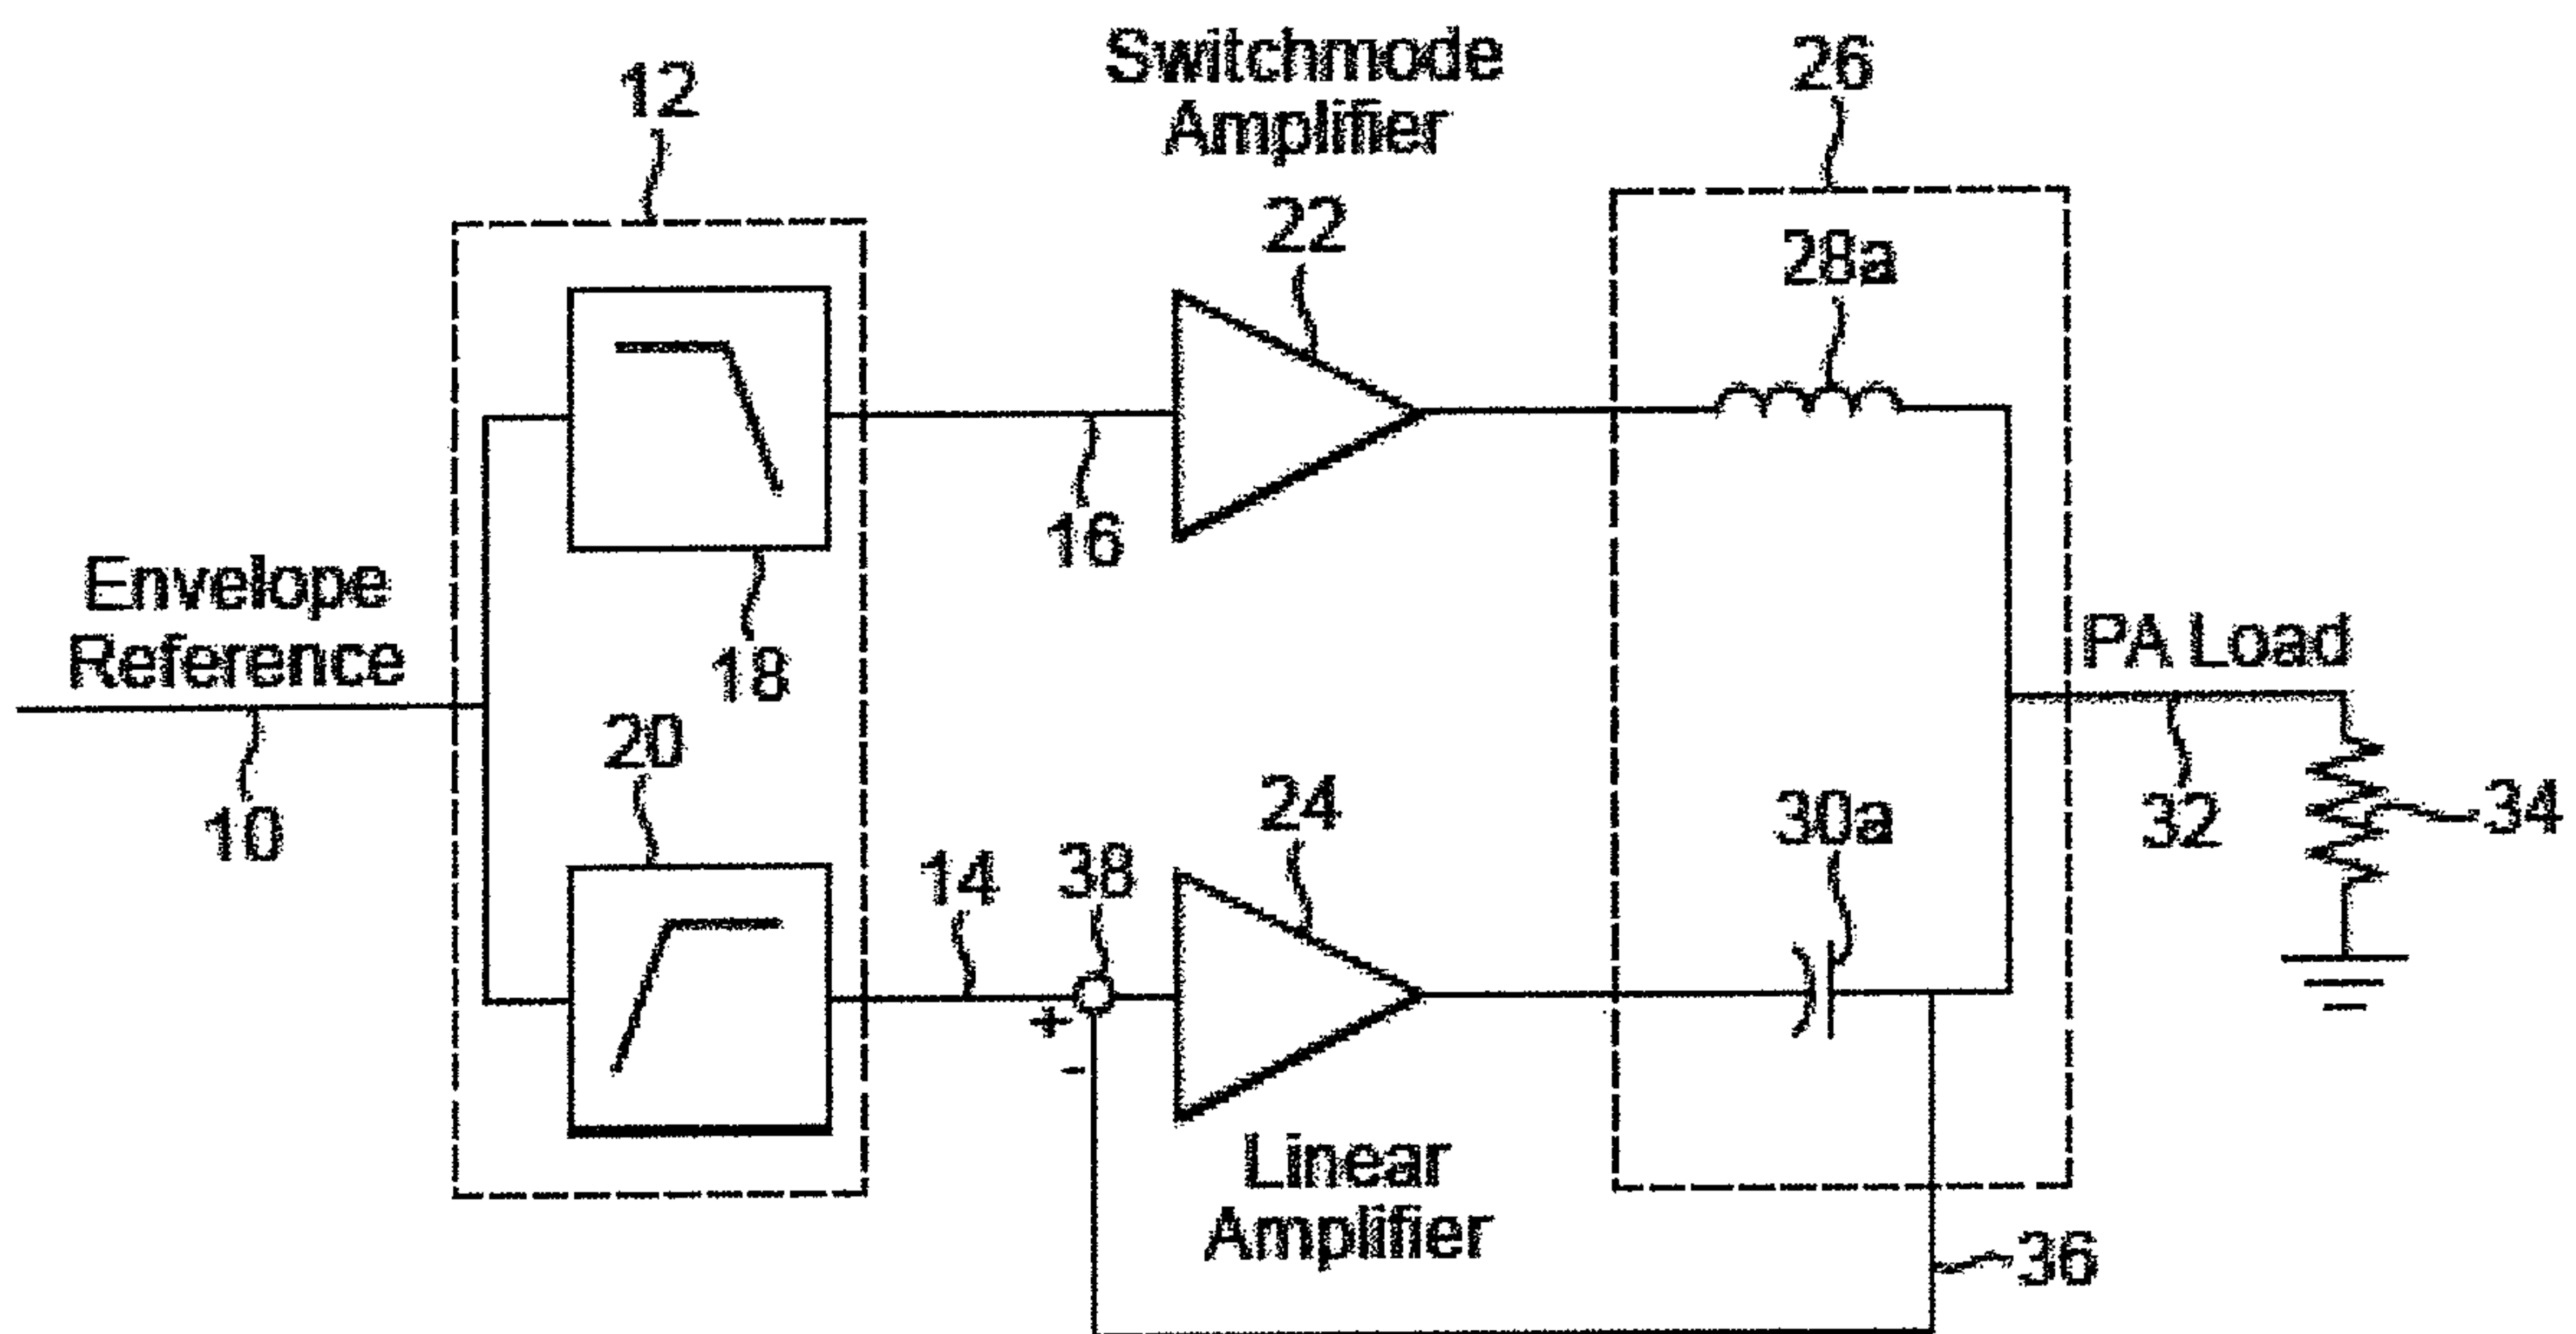 Switchmode
Amplifier
12
26
22
28a
16
Envelope
Reference
18
PA Load
20
10
24
30a
32
34
14
38
+
-
Linear
Amplifier
36